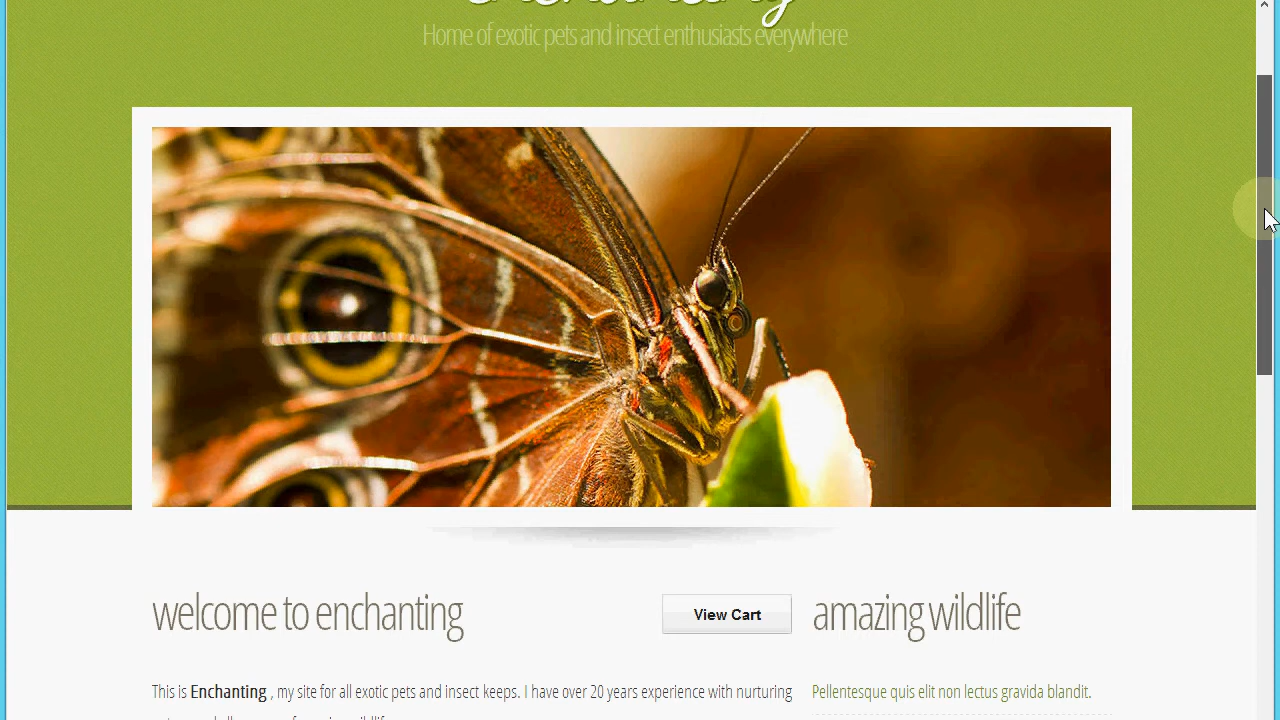 Home of exotic pets and insect enthusiasts everywhere
welcome to enchanting
View Cart
amazing wildlife
This is Enchanting , my site for all exotic pets and insect keeps. I have over 20 years experience with nurturing
Pellentesque quis elit non lectus gravida blandit.